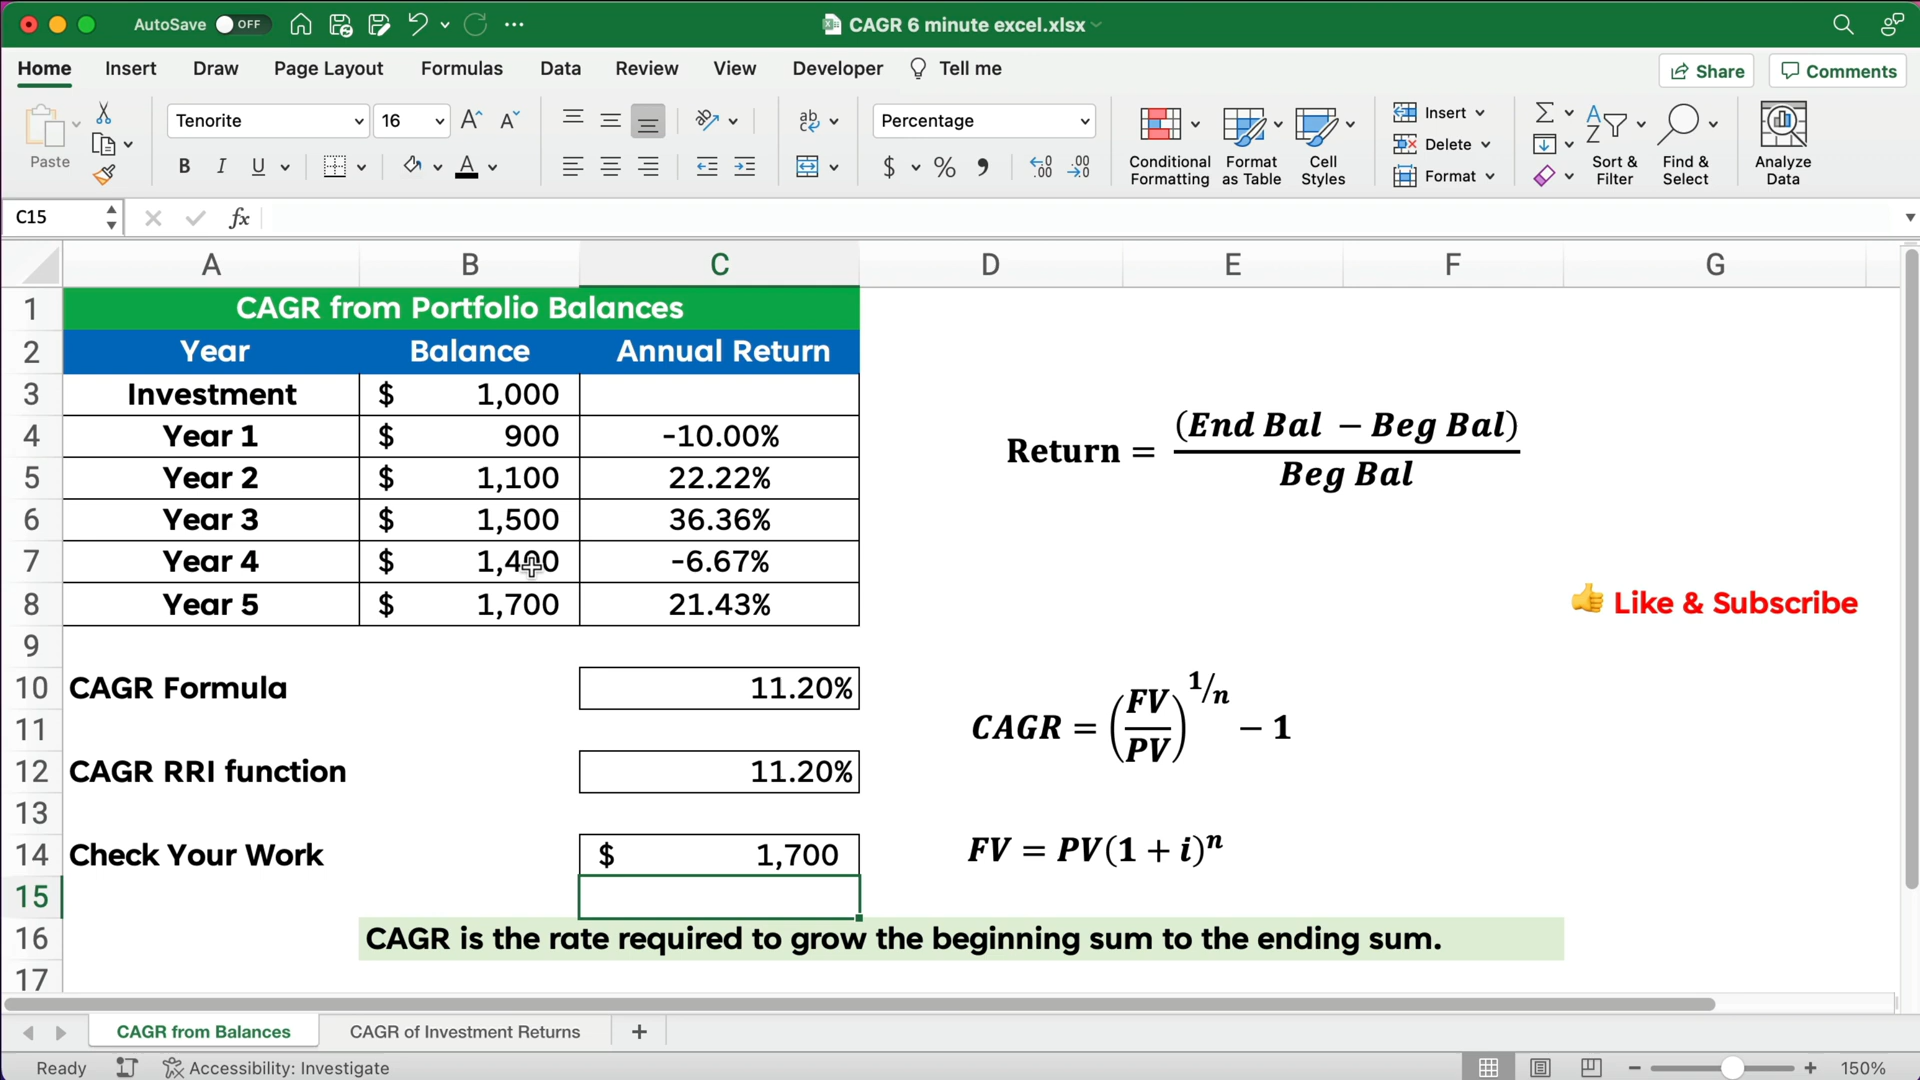 AutoSave OFF
CAGR 6 minute excel.xlsx
Home Insert Draw Page Layout Formulas Data Review View Developer Tell me Share Comments
Paste
Tenorite 16
B I U A
ab
Percentage
$ % .00
Conditional Formatting
Format as Table
Cell Styles
Insert
Delete
Format
Sort & Filter
Find & Select
Analyze Data
C15 fx
A B C D E F G
1 CAGR from Portfolio Balances
2 Year Balance Annual Return
3 Investment $ 1,000
4 Year 1 $ 900 -10.00%
5 Year 2 $ 1,100 22.22%
6 Year 3 $ 1,500 36.36%
7 Year 4 $ 1,400 -6.67%
8 Year 5 $ 1,700 21.43%
Return = (End Bal − Beg Bal)
Beg Bal
👍 Like & Subscribe
9
10 CAGR Formula 11.20%
11
12 CAGR RRI function 11.20%
13
CAGR = (FV/PV)^1/n − 1
14 Check Your Work $ 1,700
FV = PV(1 + i)^n
15
16 CAGR is the rate required to grow the beginning sum to the ending sum.
17
CAGR from Balances CAGR of Investment Returns +
Ready Accessibility: Investigate − + 150%